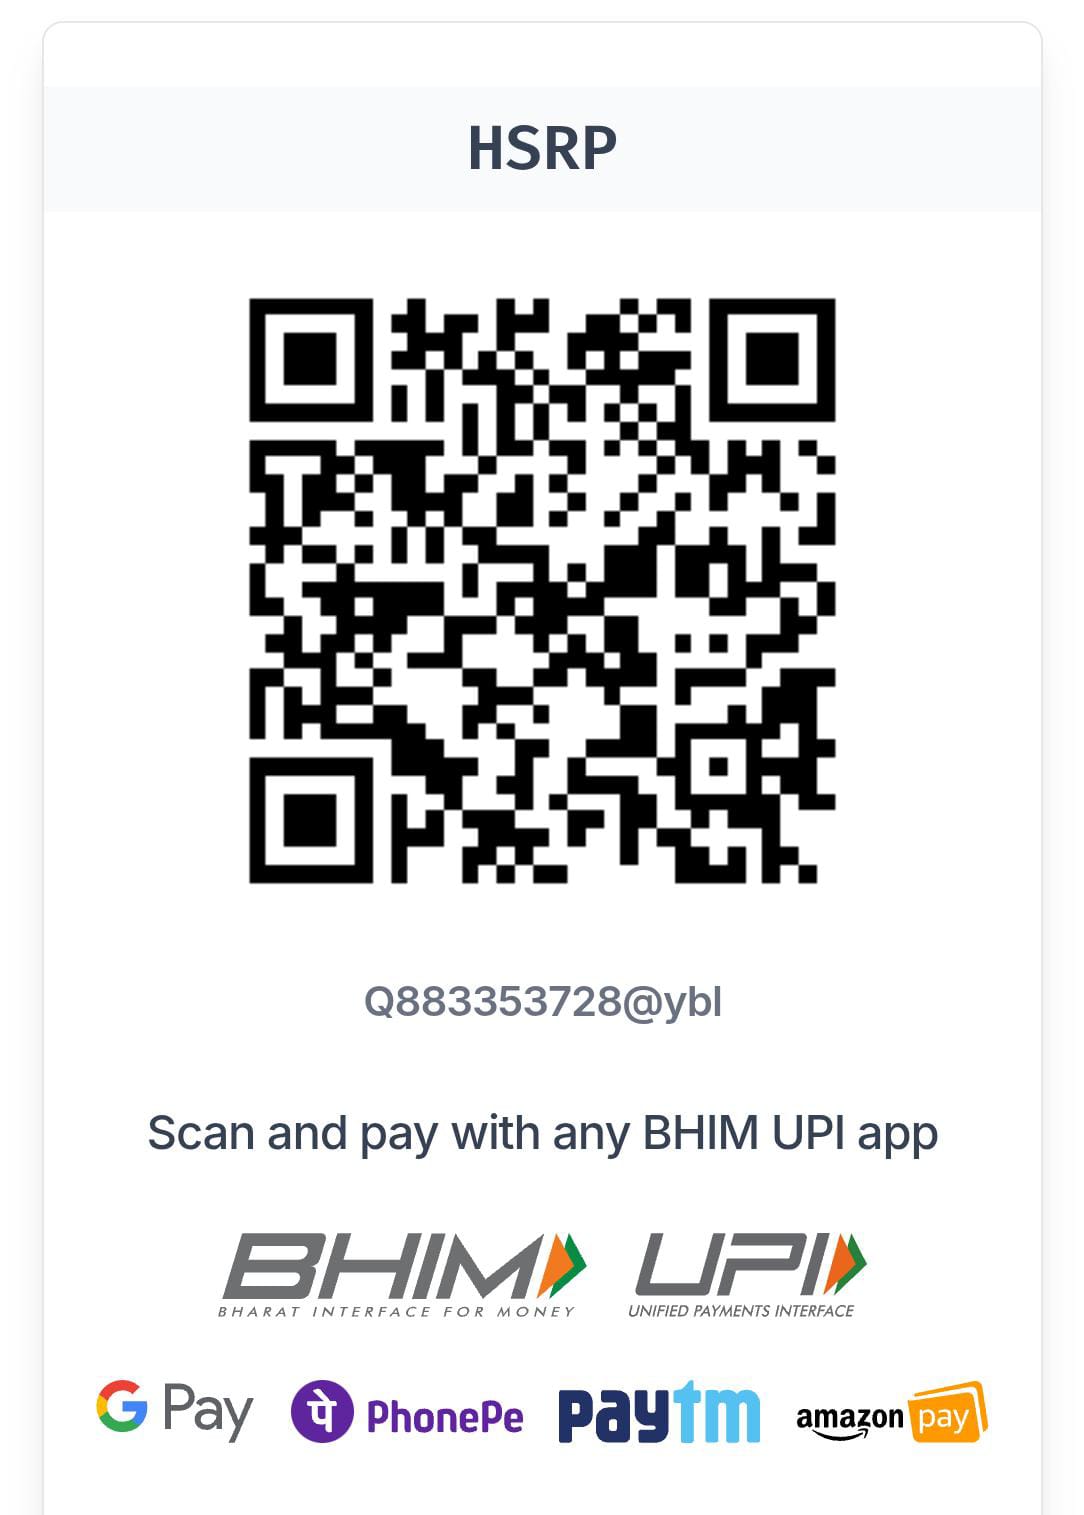 HSRP
Q883353728@ybl
Scan and pay with any BHIM UPI app
BHIM UPI
BHARAT INTERFACE FOR MONEY UNIFIED PAYMENTS INTERFACE
G Pay पे PhonePe paytm amazon pay